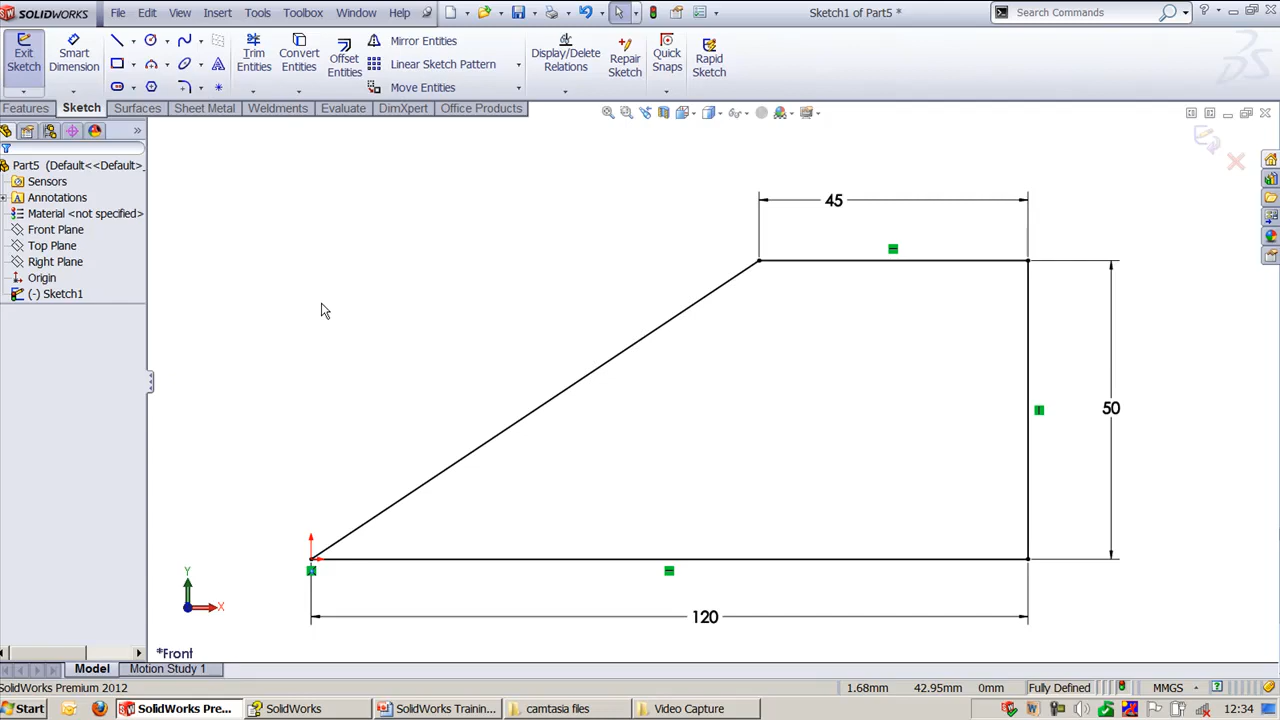 SOLIDWORKS File Edit View Insert Tools Toolbox Window Help Sketch1 of Part5 * Search Commands
Exit Sketch
Smart Dimension
Trim Entities
Convert Entities
Offset Entities
Mirror Entities
Linear Sketch Pattern
Move Entities
Display/Delete Relations
Repair Sketch
Quick Snaps
Rapid Sketch
Features Sketch Surfaces Sheet Metal Weldments Evaluate DimXpert Office Products
Part5 (Default<<Default>_
Sensors
Annotations
Material <not specified>
Front Plane
Top Plane
Right Plane
Origin
(-) Sketch1
45
50
120
Y
X
*Front
Model Motion Study 1
SolidWorks Premium 2012 1.68mm 42.95mm 0mm Fully Defined MMGS
Start SolidWorks Pre... SolidWorks SolidWorks Trainin... camtasia files Video Capture 12:34